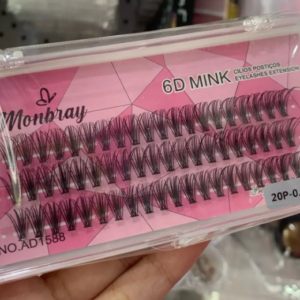 Monbray
6D MINK
CILIOS POSTIÇOS
EYELASHES EXTENSION
NO.AD1588
20P-0.